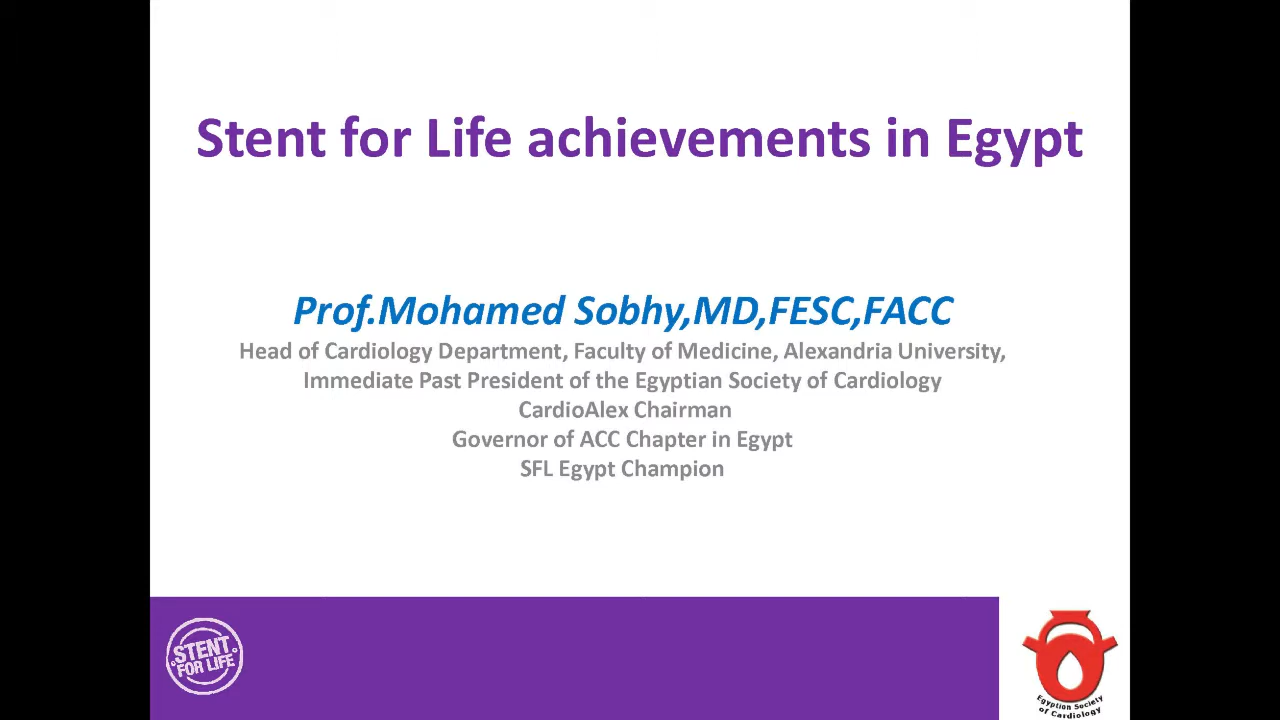 Stent for Life achievements in Egypt
Prof.Mohamed Sobhy,MD,FESC,FACC
Head of Cardiology Department, Faculty of Medicine, Alexandria University,
Immediate Past President of the Egyptian Society of Cardiology
CardioAlex Chairman
Governor of ACC Chapter in Egypt
SFL Egypt Champion
STENT
FOR LIFE
Egyptian Society
of Cardiology